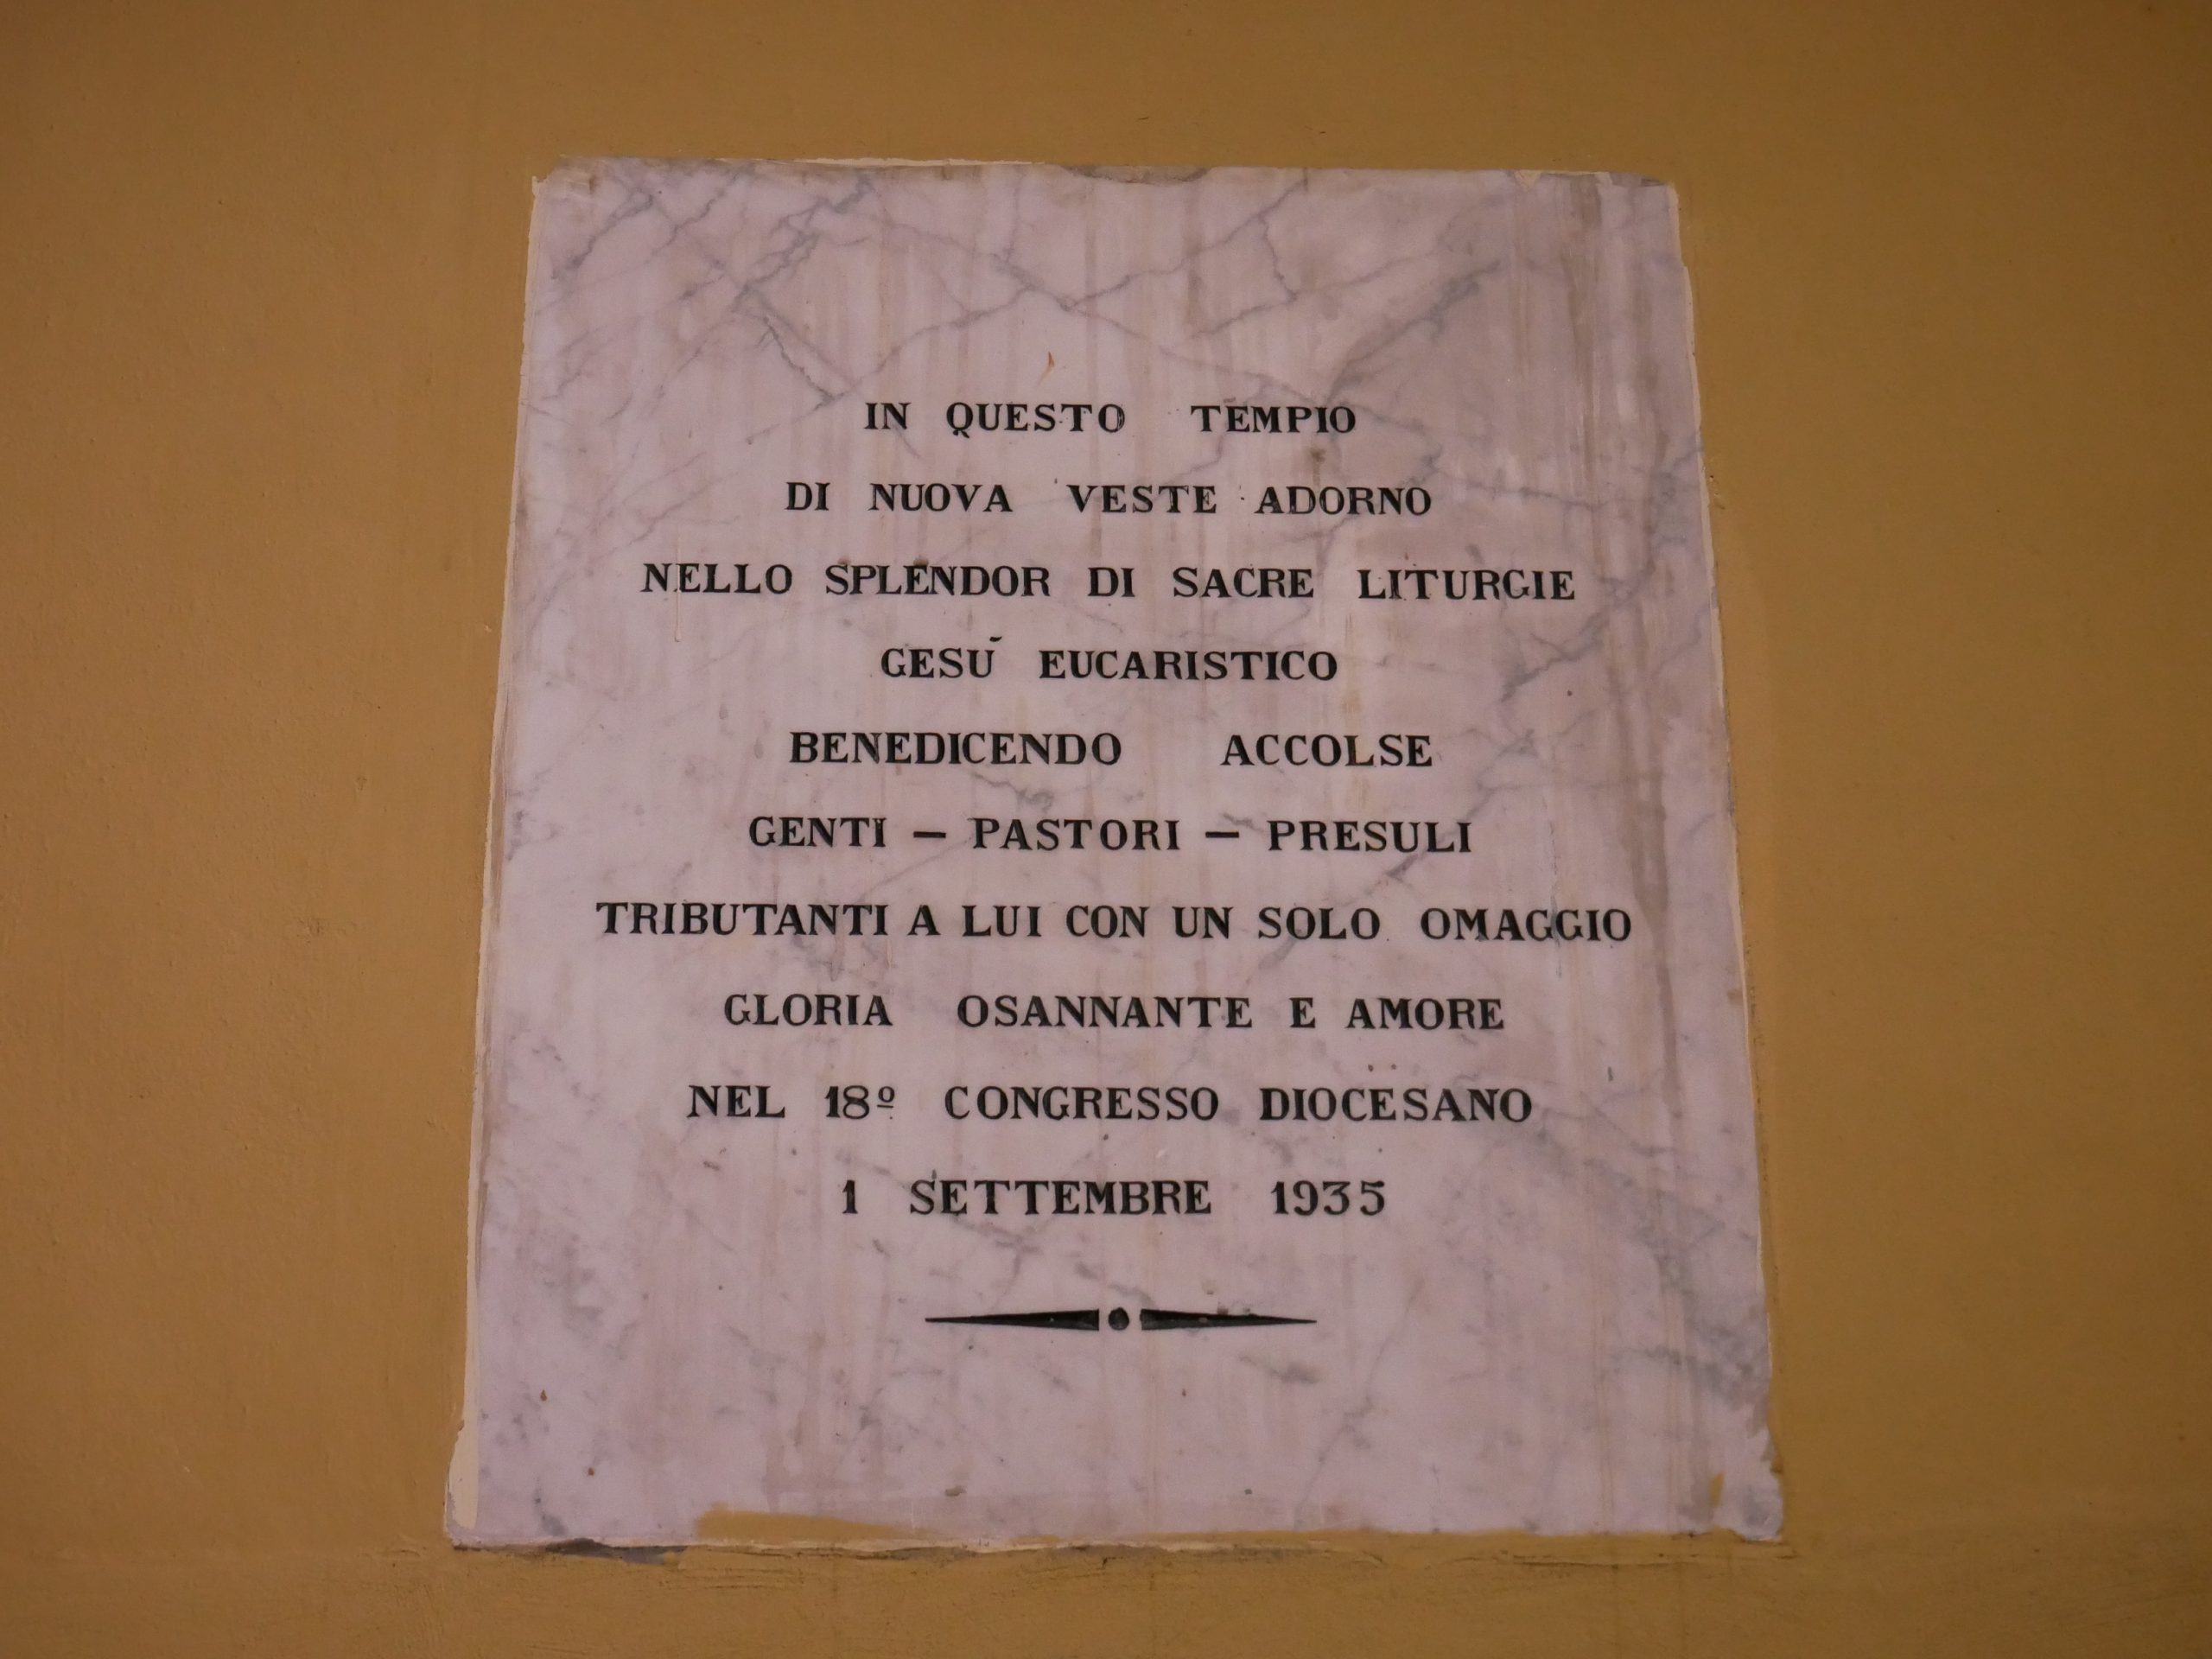 IN QUESTO TEMPIO
DI NUOVA VESTE ADORNO
NELLO SPLENDOR DI SACRE LITURGIE
GESÙ EUCARISTICO
BENEDICENDO ACCOLSE
GENTI – PASTORI – PRESULI
TRIBUTANTI A LUI CON UN SOLO OMAGGIO
GLORIA OSANNANTE E AMORE
NEL 18º CONGRESSO DIOCESANO
1 SETTEMBRE 1935